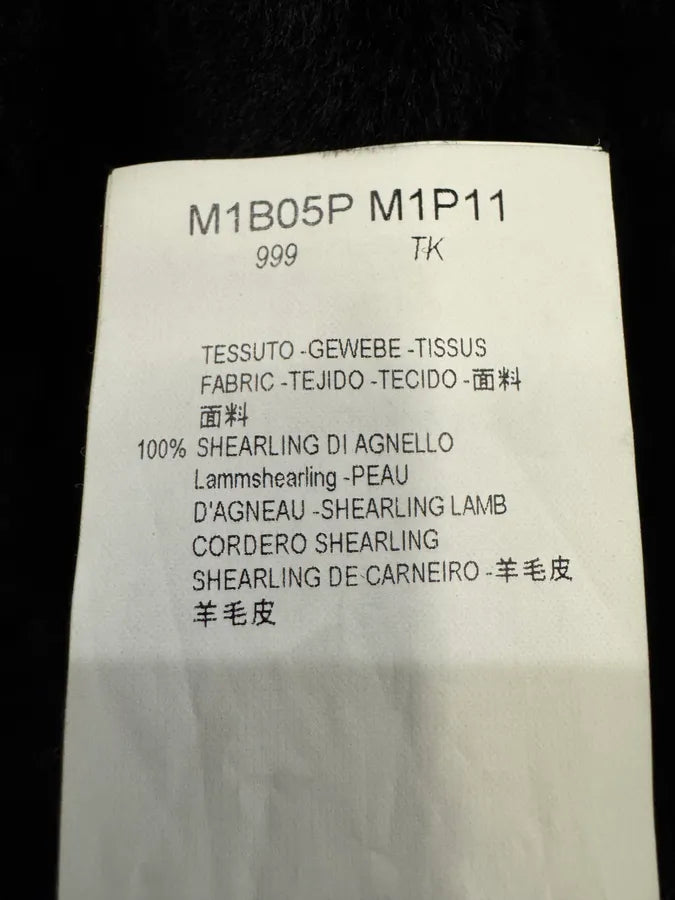 M1B05P M1P11
999 TK
TESSUTO -GEWEBE -TISSUS
FABRIC -TEJIDO -TECIDO -面料
面料
100% SHEARLING DI AGNELLO
Lammshearling -PEAU
D'AGNEAU -SHEARLING LAMB
CORDERO SHEARLING
SHEARLING DE CARNEIRO -羊毛皮
羊毛皮